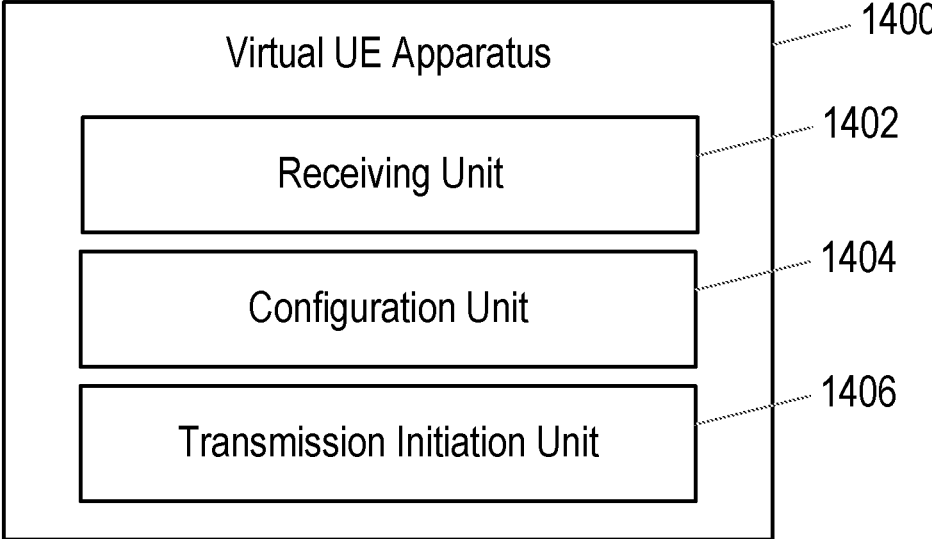 1400
Virtual UE Apparatus
1402
Receiving Unit
1404
Configuration Unit
1406
Transmission Initiation Unit